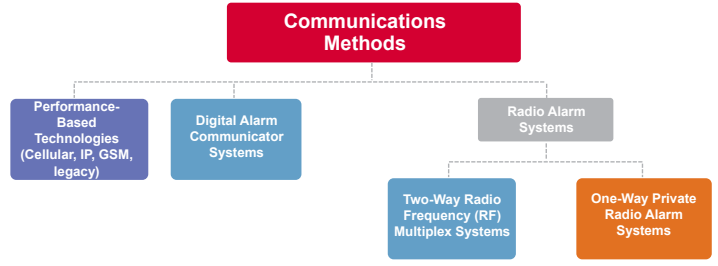 Communications
Methods
Performance-
Based
Technologies
(Cellular, IP, GSM,
legacy)
Digital Alarm
Communicator
Systems
Radio Alarm
Systems
Two-Way Radio
Frequency (RF)
Multiplex Systems
One-Way Private
Radio Alarm
Systems